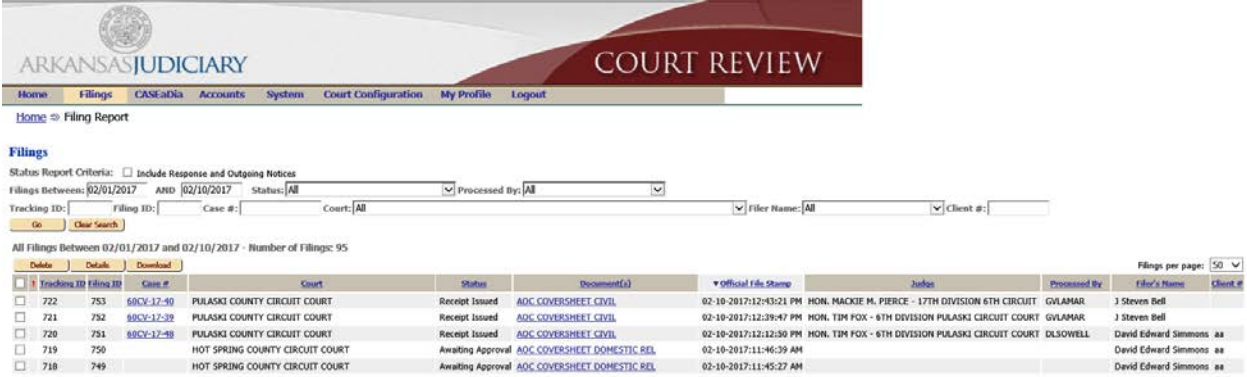 ARKANSAS JUDICIARY
COURT REVIEW
Home Filings CASEaDia Accounts System Court Configuration My Profile Logout
Home ⇒ Filing Report
Filings
Status Report Criteria: Include Response and Outgoing Notices
Filings Between: 02/01/2017 AND 02/10/2017 Status: All Processed By: All
Tracking ID: Filing ID: Case #: Court: All Filer Name: All Client #:
Go Clear Search
All Filings Between 02/01/2017 and 02/10/2017 - Number of Filings: 95
Delete Details Download Filings per page: 50
! Tracking ID Filing ID Case # Court Status Document(s) ▼ Official File Stamp Judge Processed By Filer's Name Client #
722 753 60CV-17-40 PULASKI COUNTY CIRCUIT COURT Receipt Issued AOC COVERSHEET CIVIL 02-10-2017:12:43:21 PM HON. MACKIE M. PIERCE - 17TH DIVISION 6TH CIRCUIT GVLAMAR J Steven Bell
721 752 60CV-17-39 PULASKI COUNTY CIRCUIT COURT Receipt Issued AOC COVERSHEET CIVIL 02-10-2017:12:39:47 PM HON. TIM FOX - 6TH DIVISION PULASKI CIRCUIT COURT GVLAMAR J Steven Bell
720 751 60CV-17-48 PULASKI COUNTY CIRCUIT COURT Receipt Issued AOC COVERSHEET CIVIL 02-10-2017:12:12:50 PM HON. TIM FOX - 6TH DIVISION PULASKI CIRCUIT COURT DLSOWELL David Edward Simmons aa
719 750 HOT SPRING COUNTY CIRCUIT COURT Awaiting Approval AOC COVERSHEET DOMESTIC REL 02-10-2017:11:46:39 AM David Edward Simmons aa
718 749 HOT SPRING COUNTY CIRCUIT COURT Awaiting Approval AOC COVERSHEET DOMESTIC REL 02-10-2017:11:45:27 AM David Edward Simmons aa